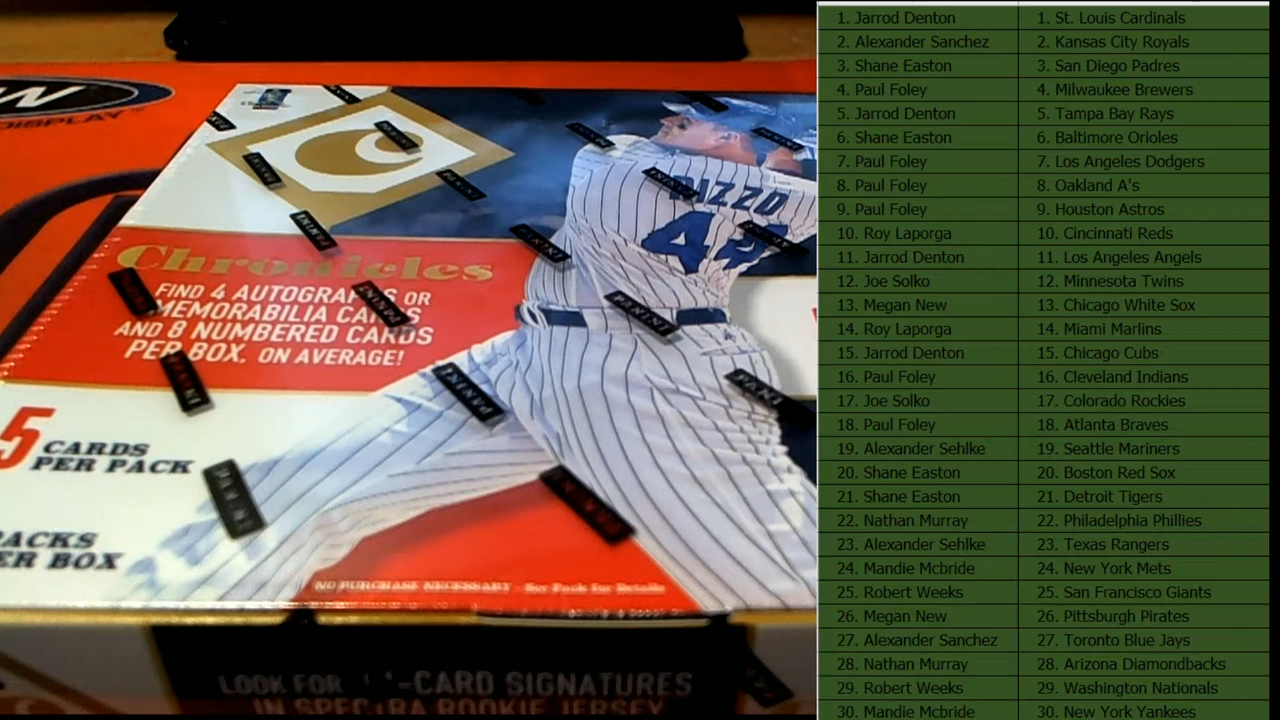 W
DISPLAY™
RIZZO
44
Chronicles
FIND 4 AUTOGRAPHS OR
MEMORABILIA CARDS
AND 8 NUMBERED CARDS
PER BOX, ON AVERAGE!
5 CARDS
PER PACK
PACKS
PER BOX
PANINI
NO PURCHASE NECESSARY - See Pack for Details
LOOK FOR -CARD SIGNATURES
IN SPECTRA ROOKIE JERSEY
1. Jarrod Denton 1. St. Louis Cardinals
2. Alexander Sanchez 2. Kansas City Royals
3. Shane Easton 3. San Diego Padres
4. Paul Foley 4. Milwaukee Brewers
5. Jarrod Denton 5. Tampa Bay Rays
6. Shane Easton 6. Baltimore Orioles
7. Paul Foley 7. Los Angeles Dodgers
8. Paul Foley 8. Oakland A's
9. Paul Foley 9. Houston Astros
10. Roy Laporga 10. Cincinnati Reds
11. Jarrod Denton 11. Los Angeles Angels
12. Joe Solko 12. Minnesota Twins
13. Megan New 13. Chicago White Sox
14. Roy Laporga 14. Miami Marlins
15. Jarrod Denton 15. Chicago Cubs
16. Paul Foley 16. Cleveland Indians
17. Joe Solko 17. Colorado Rockies
18. Paul Foley 18. Atlanta Braves
19. Alexander Sehlke 19. Seattle Mariners
20. Shane Easton 20. Boston Red Sox
21. Shane Easton 21. Detroit Tigers
22. Nathan Murray 22. Philadelphia Phillies
23. Alexander Sehlke 23. Texas Rangers
24. Mandie Mcbride 24. New York Mets
25. Robert Weeks 25. San Francisco Giants
26. Megan New 26. Pittsburgh Pirates
27. Alexander Sanchez 27. Toronto Blue Jays
28. Nathan Murray 28. Arizona Diamondbacks
29. Robert Weeks 29. Washington Nationals
30. Mandie Mcbride 30. New York Yankees